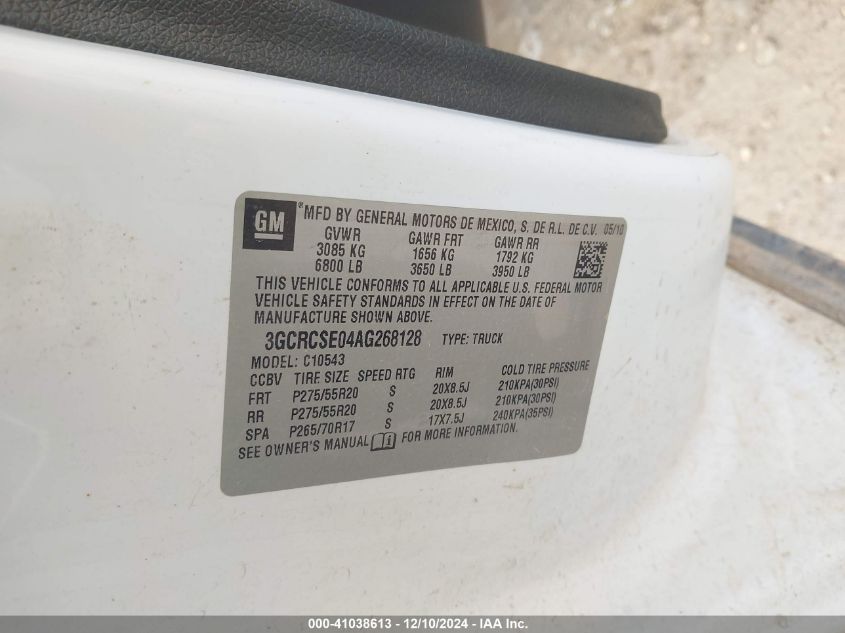 GM ® MFD BY GENERAL MOTORS DE MEXICO, S. DE R.L. DE C.V. 05/10
GVWR GAWR FRT GAWR RR
3085 KG 1656 KG 1792 KG
6800 LB 3650 LB 3950 LB
THIS VEHICLE CONFORMS TO ALL APPLICABLE U.S. FEDERAL MOTOR
VEHICLE SAFETY STANDARDS IN EFFECT ON THE DATE OF
MANUFACTURE SHOWN ABOVE.
3GCRCSE04AG268128 TYPE: TRUCK
MODEL: C10543
CCBV TIRE SIZE SPEED RTG RIM COLD TIRE PRESSURE
FRT P275/55R20 S 20X8.5J 210KPA(30PSI)
RR P275/55R20 S 20X8.5J 210KPA(30PSI)
SPA P265/70R17 S 17X7.5J 240KPA(35PSI)
SEE OWNER'S MANUAL i FOR MORE INFORMATION.
000-41038613 - 12/10/2024 - IAA Inc.